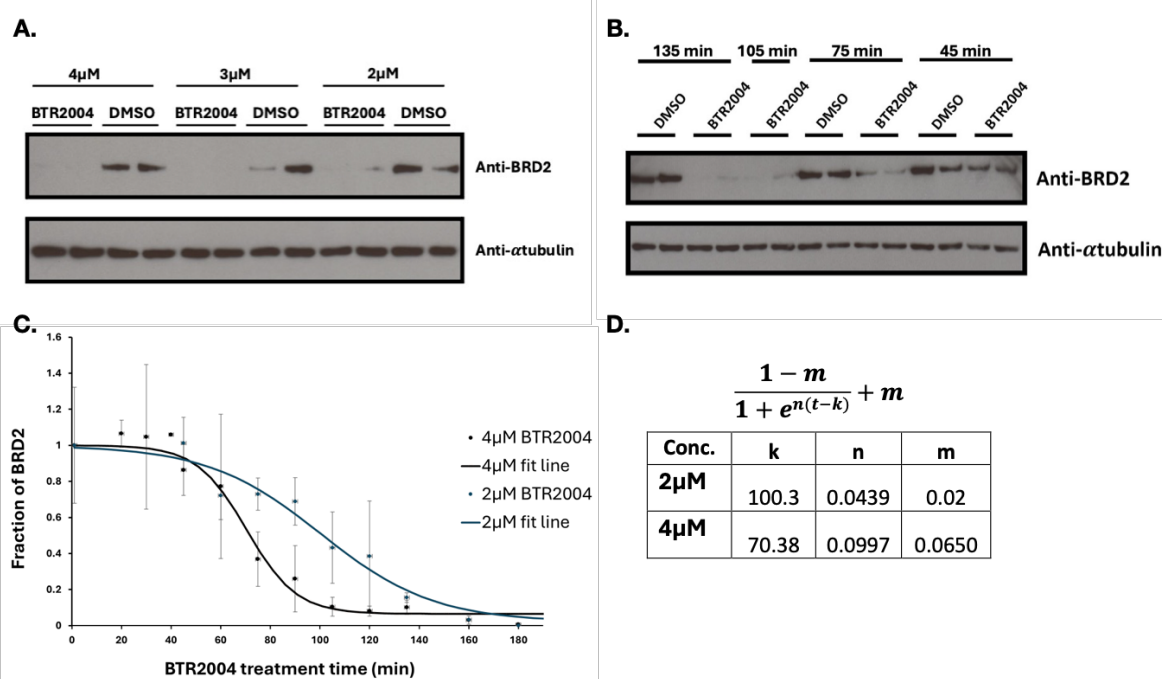 A.
4µM 3µM 2µM
BTR2004 DMSO BTR2004 DMSO BTR2004 DMSO
Anti-BRD2
Anti-αtubulin
B.
135 min 105 min 75 min 45 min
DMSO BTR2004 BTR2004 DMSO BTR2004 DMSO BTR2004
Anti-BRD2
Anti-αtubulin
C.
Fraction of BRD2
1.6
1.4
1.2
1
0.8
0.6
0.4
0.2
0
0 20 40 60 80 100 120 140 160 180
BTR2004 treatment time (min)
4µM BTR2004
4µM fit line
2µM BTR2004
2µM fit line
D.
1 − m
1 + e^n(t−k) + m
Conc. k n m
2µM 100.3 0.0439 0.02
4µM 70.38 0.0997 0.0650